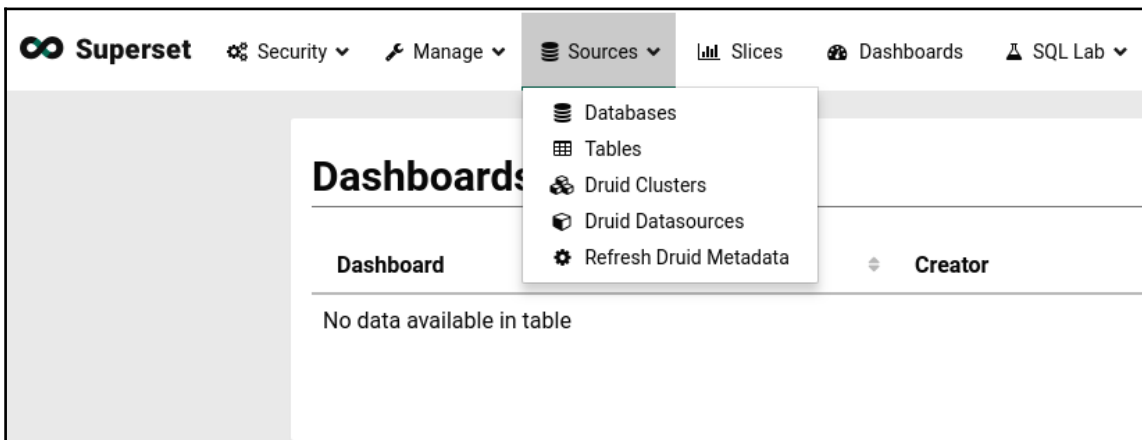 Superset Security Manage Sources Slices Dashboards SQL Lab
Databases
Tables
Druid Clusters
Druid Datasources
Refresh Druid Metadata
Dashboards
Dashboard Creator
No data available in table